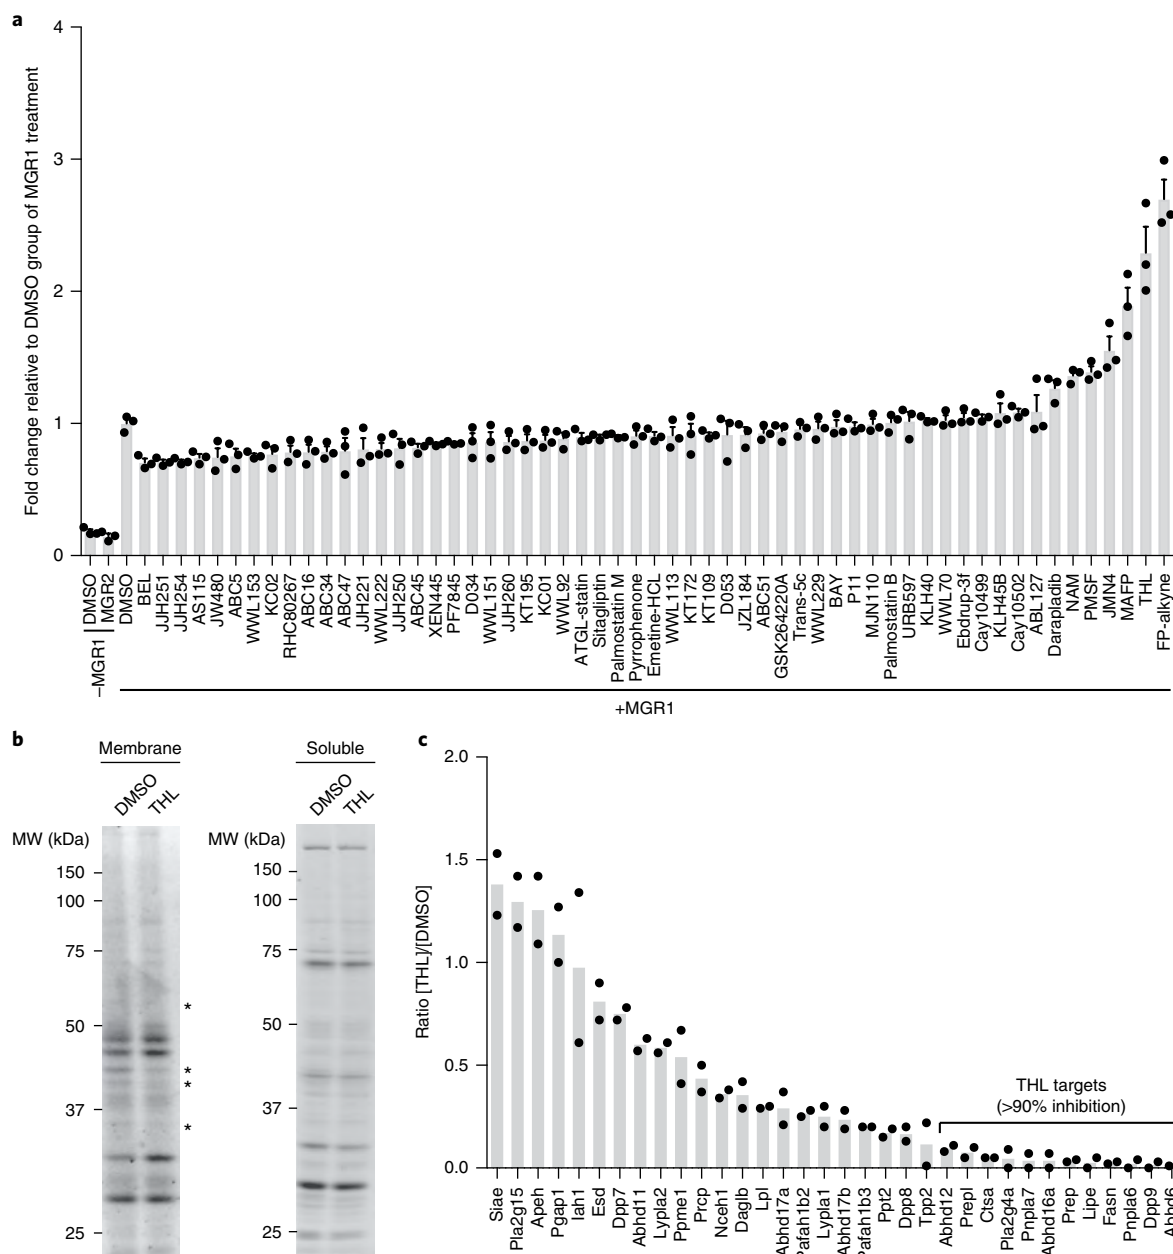 a
4
3
2
1
0
Fold change relative to DMSO group of MGR1 treatment
DMSO
MGR2
DMSO
BEL
JJH251
JJH254
AS115
JW480
ABC5
WWL153
KC02
RHC80267
ABC16
ABC34
ABC47
JJH221
WWL222
JJH250
ABC45
XEN445
PF7845
D034
WWL151
JJH260
KT195
KC01
WWL92
ATGL-statin
Sitagliptin
Palmostatin M
Pyrrophenone
Emetine-HCL
WWL113
KT172
KT109
D053
JZL184
ABC51
GSK264220A
Trans-5c
WWL229
BAY
P11
MJN110
Palmostatin B
URB597
KLH40
WWL70
Ebdrup-3f
Cay10499
KLH45B
Cay10502
ABL127
Darapladib
NAM
PMSF
JMN4
MAFP
THL
FP-alkyne
–MGR1
+MGR1
b
Membrane
Soluble
DMSO
THL
DMSO
THL
MW (kDa)
150
100
75
50
37
25
*
*
*
*
MW (kDa)
150
100
75
50
37
25
c
2.0
1.5
1.0
0.5
0.0
Ratio [THL]/[DMSO]
THL targets
(>90% inhibition)
Siae
Pla2g15
Apeh
Pgap1
Iah1
Esd
Dpp7
Abhd11
Lypla2
Ppme1
Prcp
Nceh1
Daglb
Lpl
Abhd17a
Pafah1b2
Lypla1
Abhd17b
Pafah1b3
Ppt2
Dpp8
Tpp2
Abhd12
Prepl
Ctsa
Pla2g4a
Pnpla7
Abhd16a
Prep
Lipe
Fasn
Pnpla6
Dpp9
Abhd6